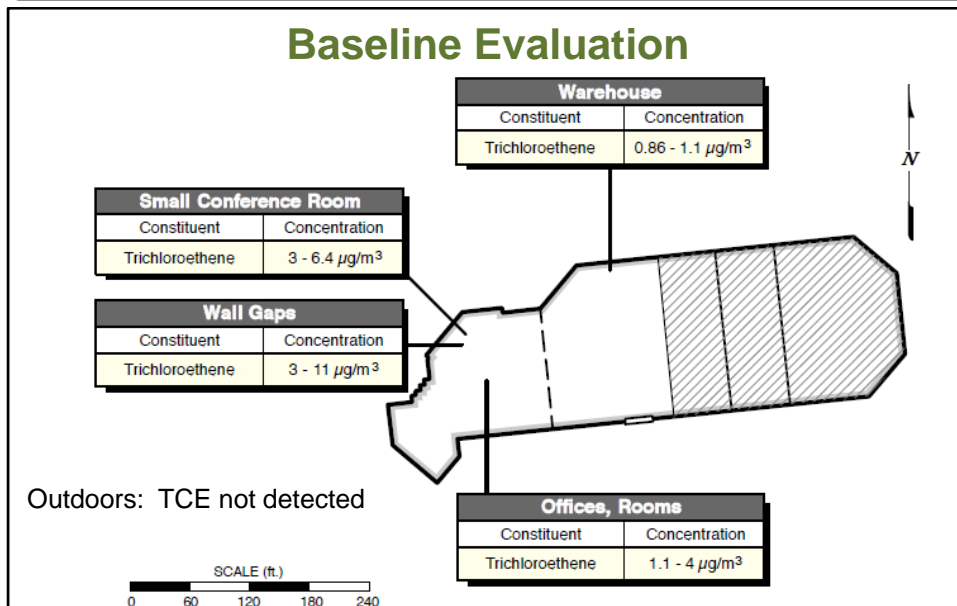 Baseline Evaluation
Warehouse
Constituent Concentration
Trichloroethene 0.86 - 1.1 µg/m³
N
Small Conference Room
Constituent Concentration
Trichloroethene 3 - 6.4 µg/m³
Wall Gaps
Constituent Concentration
Trichloroethene 3 - 11 µg/m³
Outdoors: TCE not detected
Offices, Rooms
Constituent Concentration
Trichloroethene 1.1 - 4 µg/m³
SCALE (ft.)
0 60 120 180 240